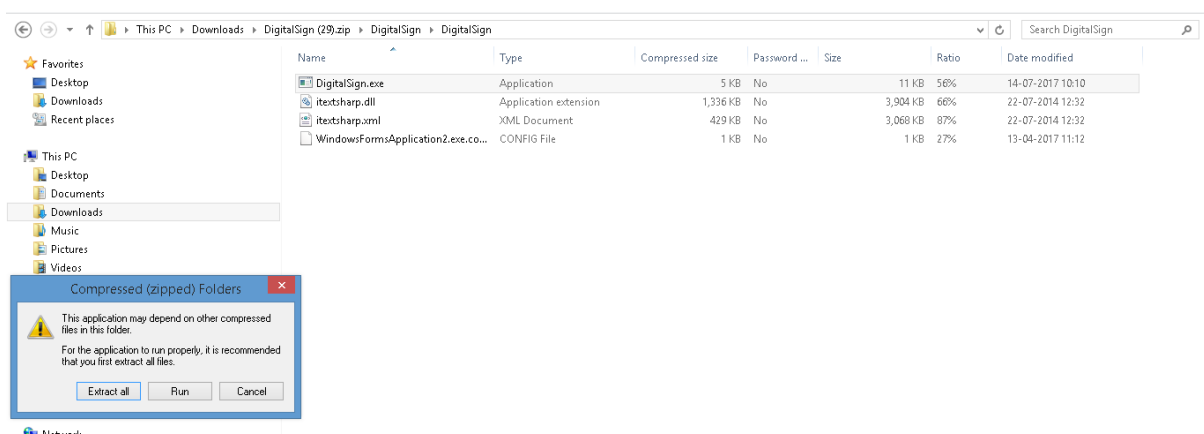 This PC Downloads DigitalSign (29).zip DigitalSign DigitalSign Search DigitalSign
Name Type Compressed size Password ... Size Ratio Date modified
DigitalSign.exe Application 5 KB No 11 KB 56% 14-07-2017 10:10
itextsharp.dll Application extension 1,336 KB No 3,904 KB 66% 22-07-2014 12:32
itextsharp.xml XML Document 429 KB No 3,068 KB 87% 22-07-2014 12:32
WindowsFormsApplication2.exe.co... CONFIG File 1 KB No 1 KB 27% 13-04-2017 11:12
Favorites
Desktop
Downloads
Recent places
This PC
Desktop
Documents
Downloads
Music
Pictures
Videos
Compressed (zipped) Folders
This application may depend on other compressed
files in this folder.
For the application to run properly, it is recommended
that you first extract all files.
Extract all Run Cancel
Network